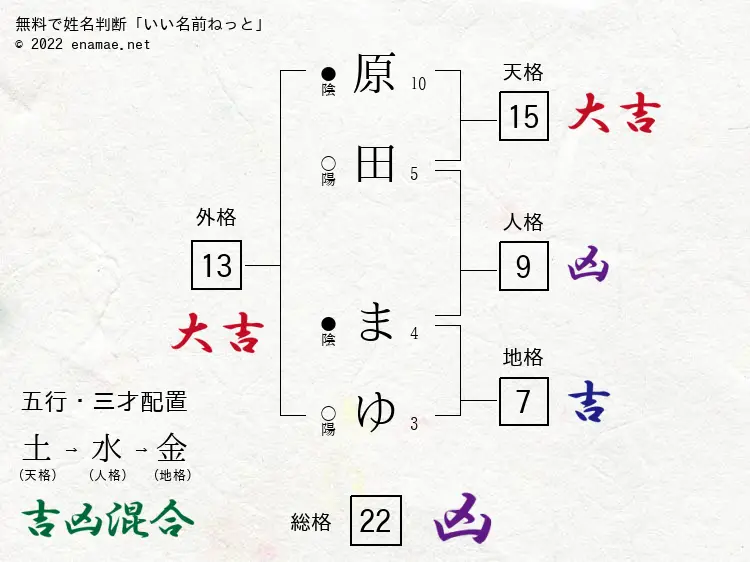 無料で姓名判断「いい名前ねっと」
© 2022 enamae.net
天格
15 大吉
● 陰 原 10
○ 陽 田 5
外格
13
大吉
人格
9 凶
● 陰 ま 4
○ 陽 ゆ 3
地格
7 吉
五行・三才配置
土 → 水 → 金
(天格) (人格) (地格)
吉凶混合
総格 22 凶